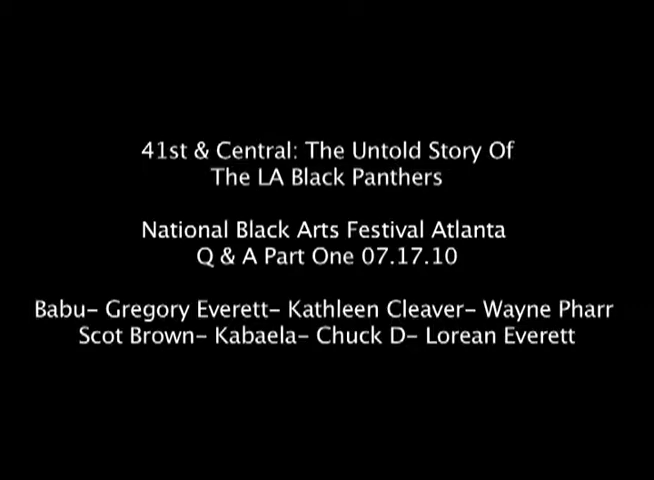 41st & Central: The Untold Story Of
The LA Black Panthers
National Black Arts Festival Atlanta
Q & A Part One 07.17.10
Babu- Gregory Everett- Kathleen Cleaver- Wayne Pharr
Scot Brown- Kabaela- Chuck D- Lorean Everett